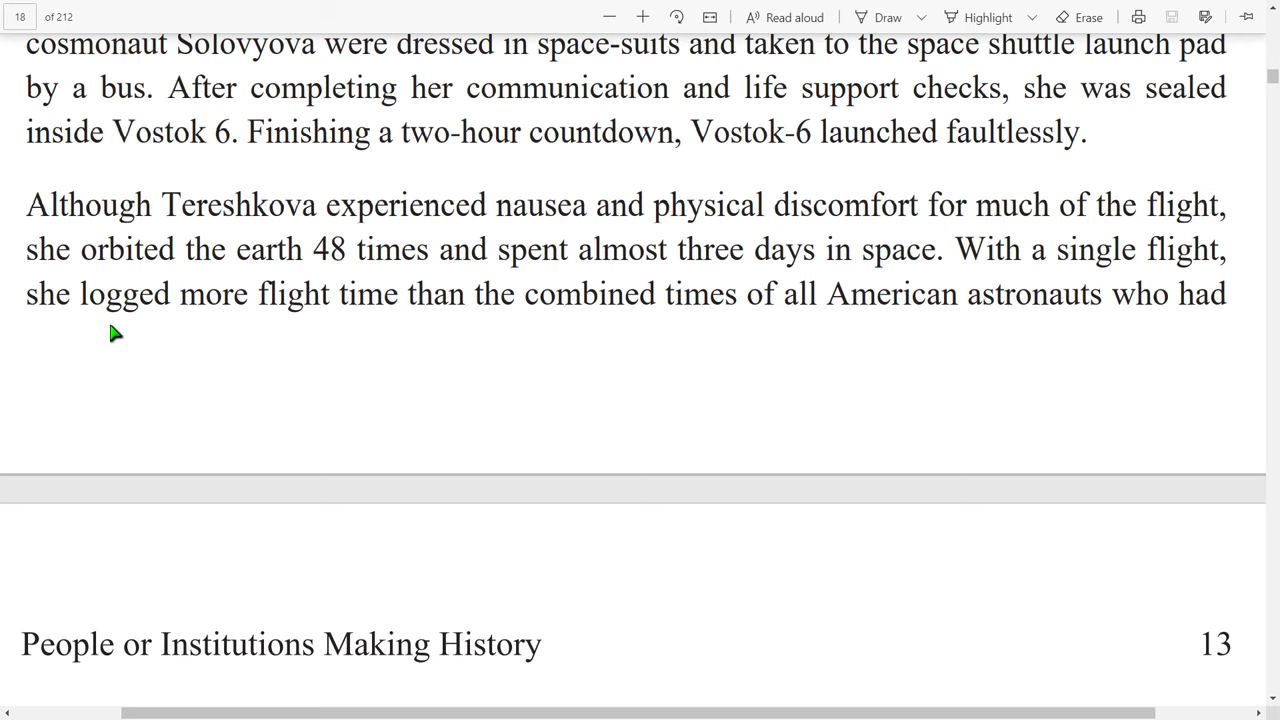 18 of 212 Read aloud Draw Highlight Erase
cosmonaut Solovyova were dressed in space-suits and taken to the space shuttle launch pad
by a bus. After completing her communication and life support checks, she was sealed
inside Vostok 6. Finishing a two-hour countdown, Vostok-6 launched faultlessly.
Although Tereshkova experienced nausea and physical discomfort for much of the flight,
she orbited the earth 48 times and spent almost three days in space. With a single flight,
she logged more flight time than the combined times of all American astronauts who had
People or Institutions Making History 13